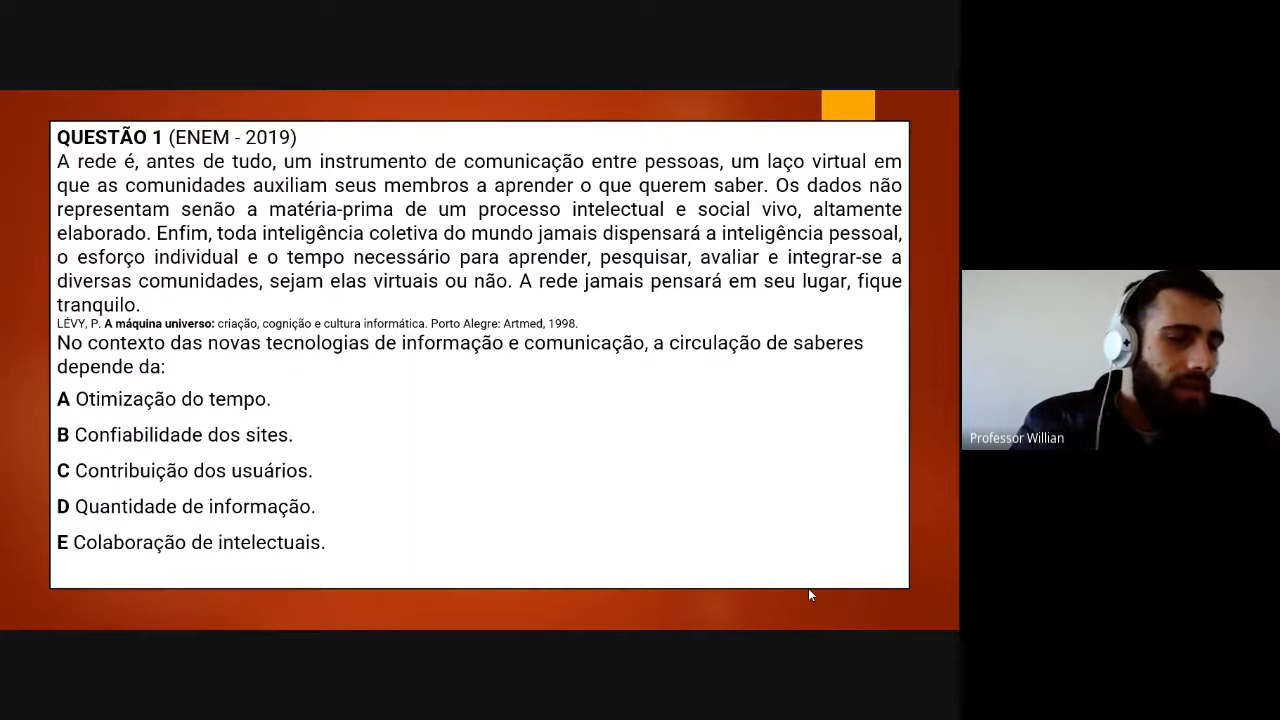 QUESTÃO 1 (ENEM - 2019)
A rede é, antes de tudo, um instrumento de comunicação entre pessoas, um laço virtual em
que as comunidades auxiliam seus membros a aprender o que querem saber. Os dados não
representam senão a matéria-prima de um processo intelectual e social vivo, altamente
elaborado. Enfim, toda inteligência coletiva do mundo jamais dispensará a inteligência pessoal,
o esforço individual e o tempo necessário para aprender, pesquisar, avaliar e integrar-se a
diversas comunidades, sejam elas virtuais ou não. A rede jamais pensará em seu lugar, fique
tranquilo.
LÉVY, P. A máquina universo: criação, cognição e cultura informática. Porto Alegre: Artmed, 1998.
No contexto das novas tecnologias de informação e comunicação, a circulação de saberes
depende da:
A Otimização do tempo.
B Confiabilidade dos sites.
C Contribuição dos usuários.
D Quantidade de informação.
E Colaboração de intelectuais.
Professor Willian